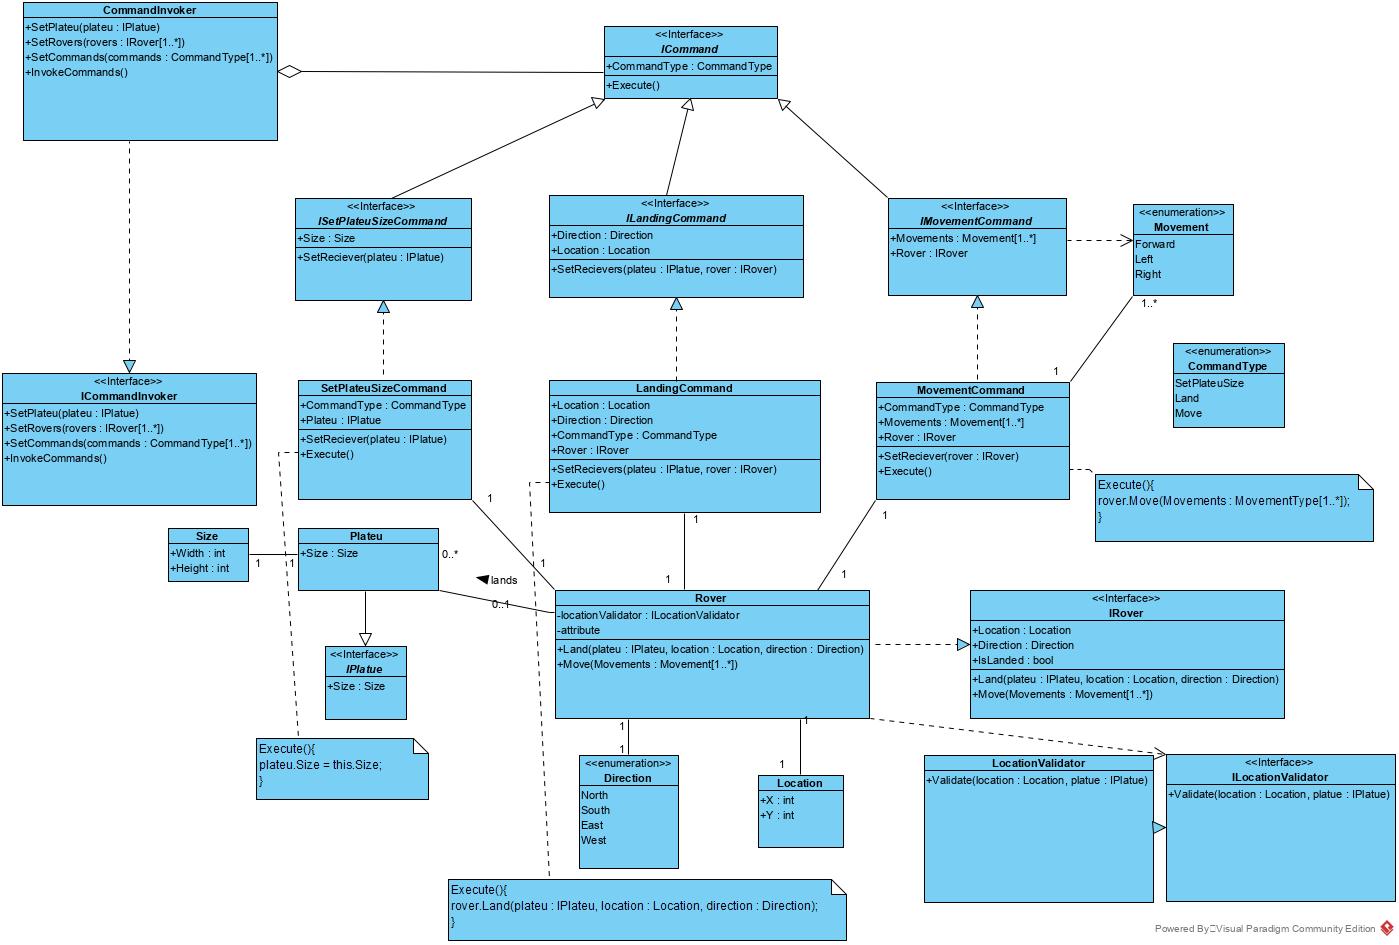 CommandInvoker
+SetPlateu(plateu : IPlatue)
+SetRovers(rovers : IRover[1..*])
+SetCommands(commands : CommandType[1..*])
+InvokeCommands()
<<Interface>>
ICommand
+CommandType : CommandType
+Execute()
<<Interface>>
ISetPlateuSizeCommand
+Size : Size
+SetReciever(plateu : IPlatue)
<<Interface>>
ILandingCommand
+Direction : Direction
+Location : Location
+SetRecievers(plateu : IPlatue, rover : IRover)
<<Interface>>
IMovementCommand
+Movements : Movement[1..*]
+Rover : IRover
<<enumeration>>
Movement
Forward
Left
Right
1..*
1
<<enumeration>>
CommandType
SetPlateuSize
Land
Move
<<Interface>>
ICommandInvoker
+SetPlateu(plateu : IPlatue)
+SetRovers(rovers : IRover[1..*])
+SetCommands(commands : CommandType[1..*])
+InvokeCommands()
SetPlateuSizeCommand
+CommandType : CommandType
+Plateu : IPlatue
+SetReciever(plateu : IPlatue)
+Execute()
LandingCommand
+Location : Location
+Direction : Direction
+CommandType : CommandType
+Rover : IRover
+SetRecievers(plateu : IPlatue, rover : IRover)
+Execute()
MovementCommand
+CommandType : CommandType
+Movements : Movement[1..*]
+Rover : IRover
+SetReciever(rover : IRover)
+Execute()
Execute(){
rover.Move(Movements : MovementType[1..*]);
}
1
1
1
Size
+Width : int
+Height : int
1
1
Plateu
+Size : Size
0..*
lands
0..1
1
1
1
<<Interface>>
IPlatue
+Size : Size
Rover
-locationValidator : ILocationValidator
-attribute
+Land(plateu : IPlateu, location : Location, direction : Direction)
+Move(Movements : Movement[1..*])
<<Interface>>
IRover
+Location : Location
+Direction : Direction
+IsLanded : bool
+Land(plateu : IPlateu, location : Location, direction : Direction)
+Move(Movements : Movement[1..*])
Execute(){
plateu.Size = this.Size;
}
1
1
1
1
<<enumeration>>
Direction
North
South
East
West
Location
+X : int
+Y : int
LocationValidator
+Validate(location : Location, platue : IPlatue)
<<Interface>>
ILocationValidator
+Validate(location : Location, platue : IPlatue)
Execute(){
rover.Land(plateu : IPlateu, location : Location, direction : Direction);
}
Powered By Visual Paradigm Community Edition